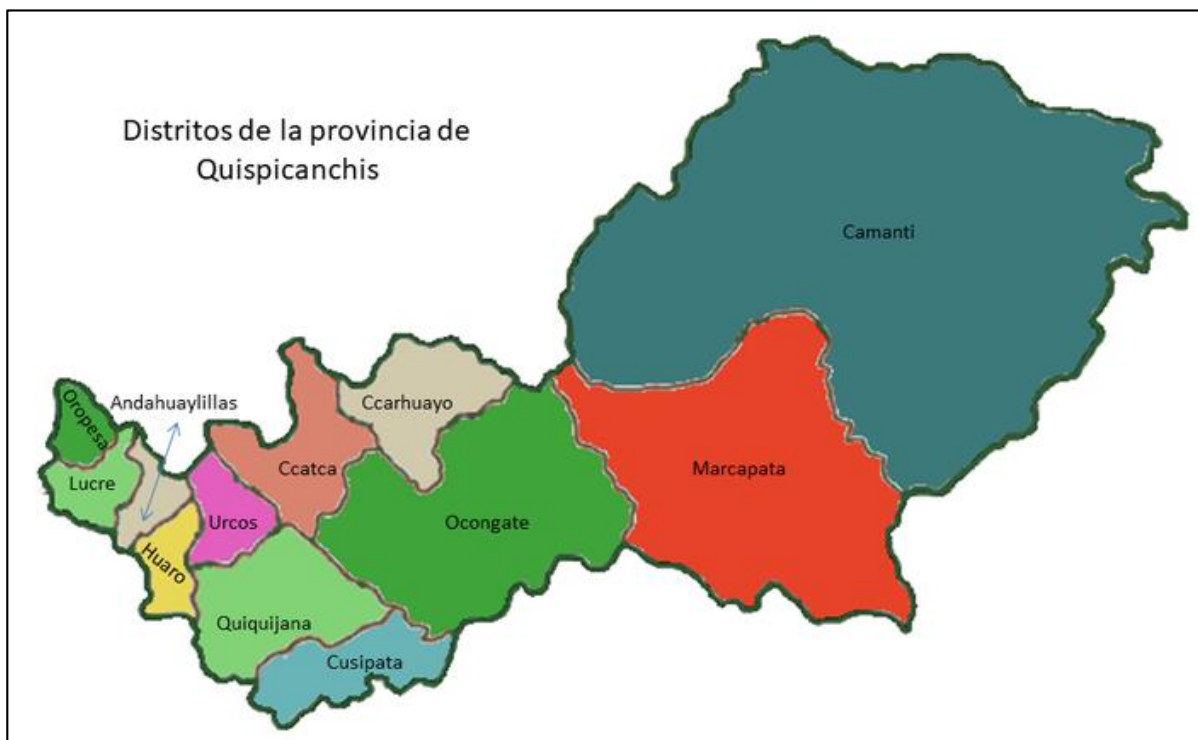 Distritos de la provincia de
Quispicanchis
Camanti
Andahuaylillas
Oropesa
Ccarhuayo
Ccatca
Marcapata
Lucre
Urcos
Ocongate
Huaro
Quiquijana
Cusipata